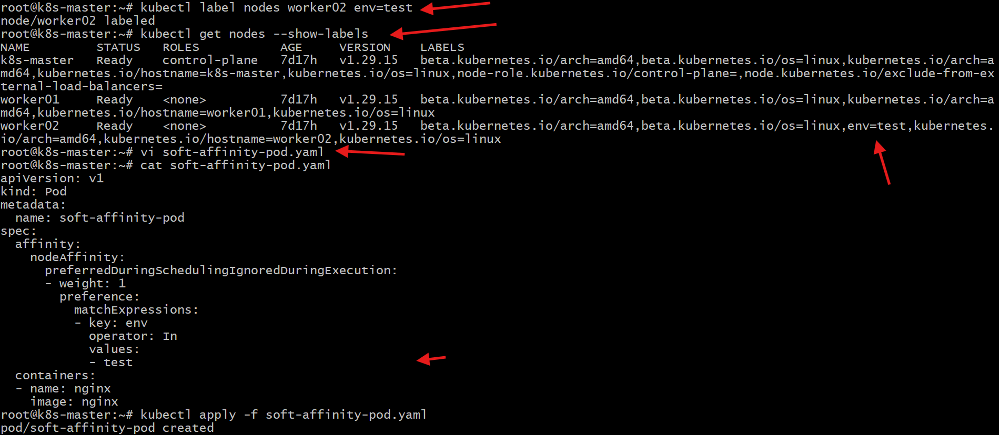 root@k8s-master:~# kubectl label nodes worker02 env=test
node/worker02 labeled
root@k8s-master:~# kubectl get nodes --show-labels
NAME         STATUS   ROLES           AGE     VERSION    LABELS
k8s-master   Ready    control-plane   7d17h   v1.29.15   beta.kubernetes.io/arch=amd64,beta.kubernetes.io/os=linux,kubernetes.io/arch=a
md64,kubernetes.io/hostname=k8s-master,kubernetes.io/os=linux,node-role.kubernetes.io/control-plane=,node.kubernetes.io/exclude-from-ex
ternal-load-balancers=
worker01     Ready    <none>          7d17h   v1.29.15   beta.kubernetes.io/arch=amd64,beta.kubernetes.io/os=linux,kubernetes.io/arch=a
md64,kubernetes.io/hostname=worker01,kubernetes.io/os=linux
worker02     Ready    <none>          7d17h   v1.29.15   beta.kubernetes.io/arch=amd64,beta.kubernetes.io/os=linux,env=test,kubernetes.
io/arch=amd64,kubernetes.io/hostname=worker02,kubernetes.io/os=linux
root@k8s-master:~# vi soft-affinity-pod.yaml
root@k8s-master:~# cat soft-affinity-pod.yaml
apiVersion: v1
kind: Pod
metadata:
  name: soft-affinity-pod
spec:
  affinity:
    nodeAffinity:
      preferredDuringSchedulingIgnoredDuringExecution:
      - weight: 1
        preference:
          matchExpressions:
          - key: env
            operator: In
            values:
            - test
  containers:
  - name: nginx
    image: nginx
root@k8s-master:~# kubectl apply -f soft-affinity-pod.yaml
pod/soft-affinity-pod created